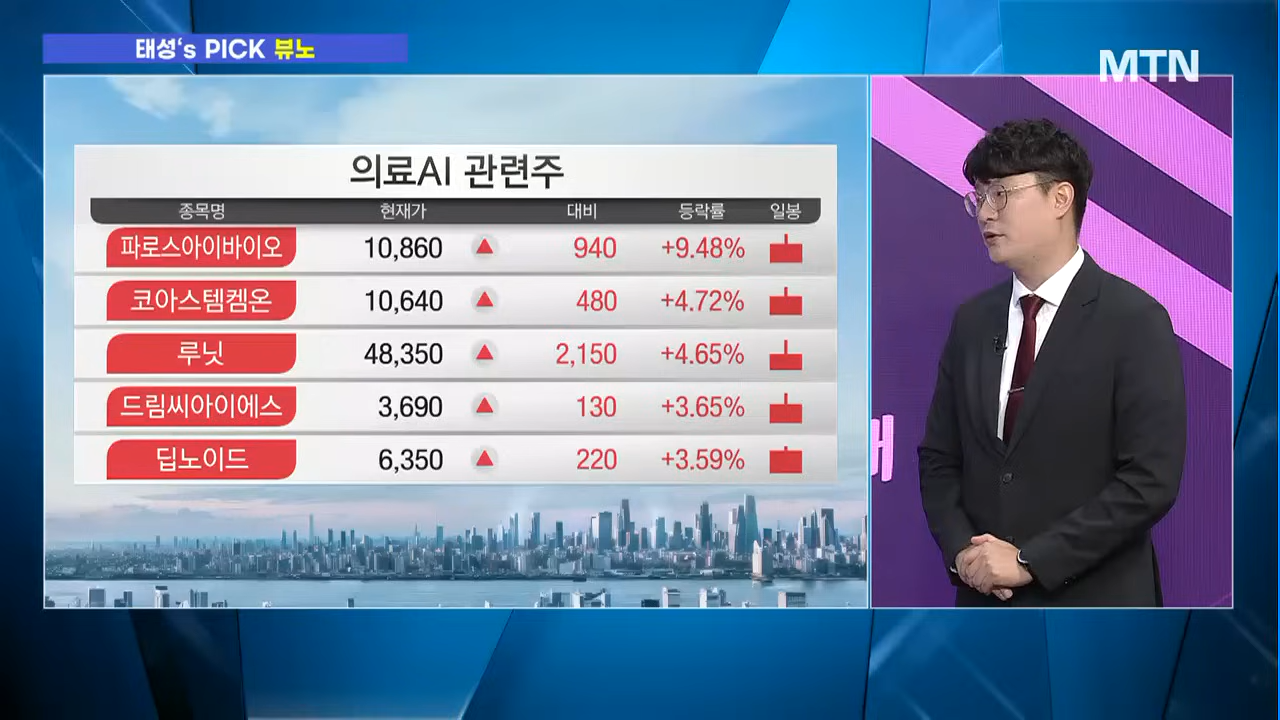 태성's PICK 뷰노
MTN
의료AI 관련주
종목명 현재가 대비 등락률 일봉
파로스아이바이오 10,860 ▲ 940 +9.48%
코아스템켐온 10,640 ▲ 480 +4.72%
루닛 48,350 ▲ 2,150 +4.65%
드림씨아이에스 3,690 ▲ 130 +3.65%
딥노이드 6,350 ▲ 220 +3.59%